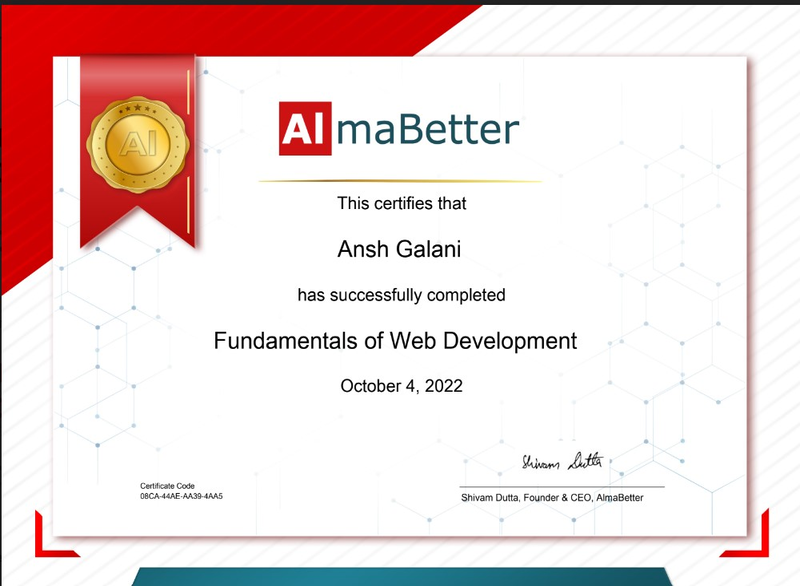 AI
AlmaBetter
This certifies that
Ansh Galani
has successfully completed
Fundamentals of Web Development
October 4, 2022
Shivam Dutta
Certificate Code
08CA-44AE-AA39-4AA5
Shivam Dutta, Founder & CEO, AlmaBetter